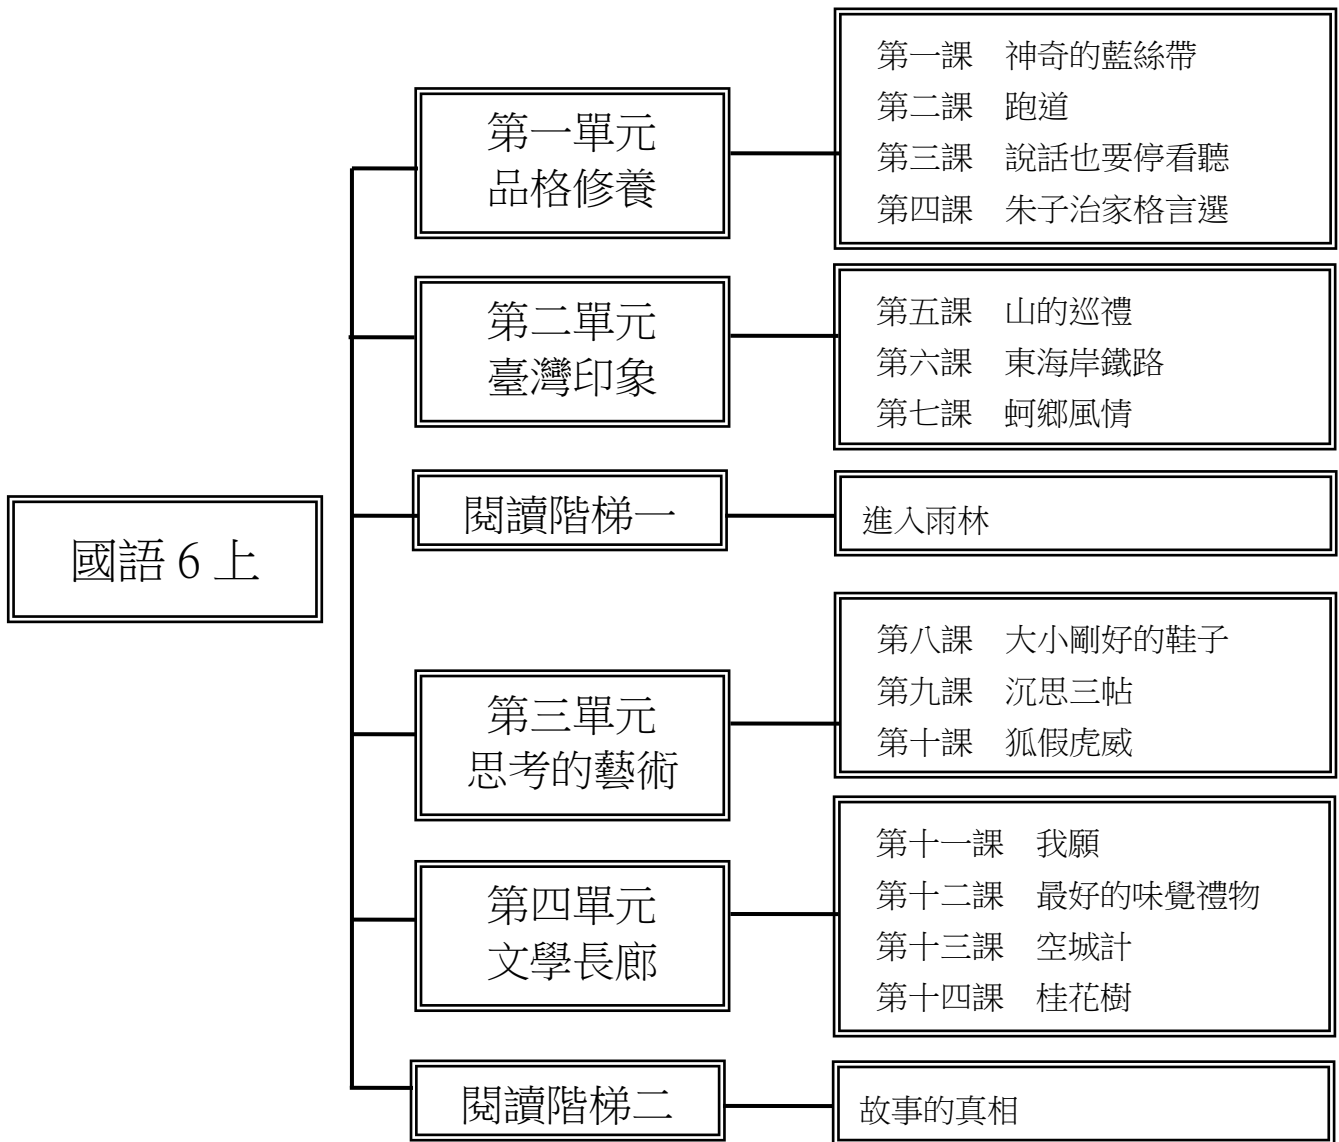 國語 6 上
第一單元
品格修養
第一課 神奇的藍絲帶
第二課 跑道
第三課 說話也要停看聽
第四課 朱子治家格言選
第二單元
臺灣印象
第五課 山的巡禮
第六課 東海岸鐵路
第七課 蚵鄉風情
閱讀階梯一
進入雨林
第三單元
思考的藝術
第八課 大小剛好的鞋子
第九課 沉思三帖
第十課 狐假虎威
第四單元
文學長廊
第十一課 我願
第十二課 最好的味覺禮物
第十三課 空城計
第十四課 桂花樹
閱讀階梯二
故事的真相